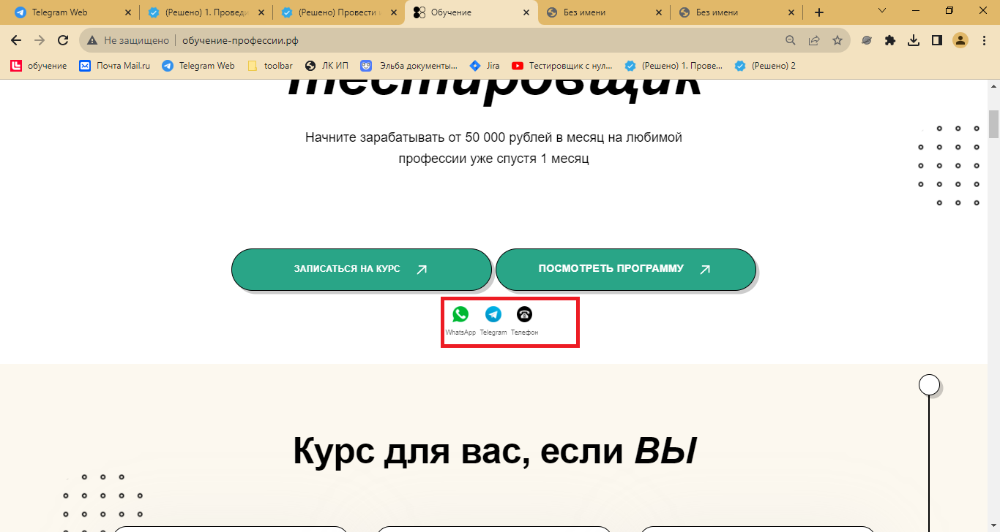 Telegram Web
(Решено) 1. Проведи
(Решено) Провести и
Обучение
Без имени
Без имени
Не защищено
обучение-профессии.рф
обучение
Почта Mail.ru
Telegram Web
toolbar
ЛК ИП
Эльба документы...
Jira
Тестировщик с нул...
(Решено) 1. Прове...
(Решено) 2
тестировщик
Начните зарабатывать от 50 000 рублей в месяц на любимой
профессии уже спустя 1 месяц
ЗАПИСАТЬСЯ НА КУРС
ПОСМОТРЕТЬ ПРОГРАММУ
WhatsApp
Telegram
Телефон
Курс для вас, если ВЫ